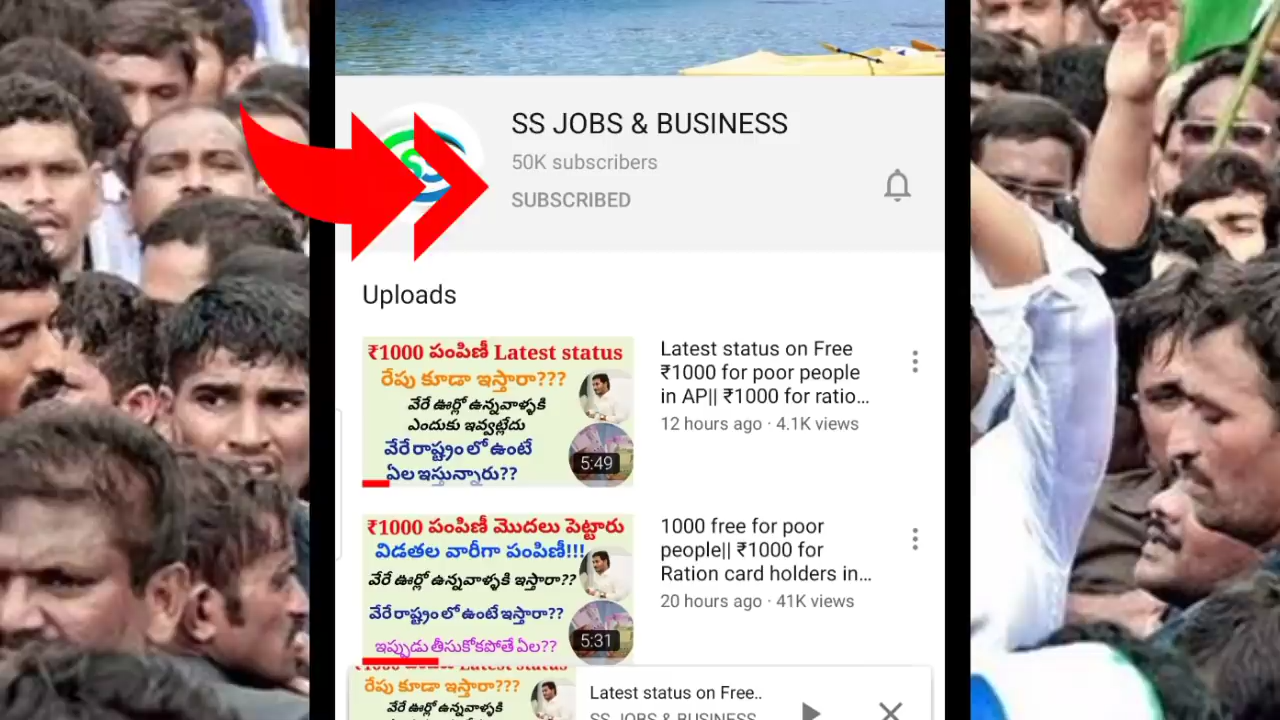 SS JOBS & BUSINESS
50K subscribers
SUBSCRIBED
Uploads
₹1000 పంపిణీ Latest status
రేపు కూడా ఇస్తారా???
వేరే ఊర్లో ఉన్నవాళ్ళకి
ఎందుకు ఇవ్వట్లేదు
వేరే రాష్ట్రం లో ఉంటే
ఏల ఇస్తున్నారు??
5:49
Latest status on Free
₹1000 for poor people
in AP|| ₹1000 for ratio...
12 hours ago · 4.1K views
₹1000 పంపిణీ మొదలు పెట్టారు
విడతల వారీగా పంపిణీ!!!
వేరే ఊర్లో ఉన్నవాళ్ళకి ఇస్తారా??
వేరే రాష్ట్రం లో ఉంటే ఇస్తారా??
ఇప్పుడు తీసుకోకపోతే ఏల??
5:31
1000 free for poor
people|| ₹1000 for
Ration card holders in...
20 hours ago · 41K views
రేపు కూడా ఇస్తారా???
వేరే ఊర్లో ఉన్నవాళ్ళకి
Latest status on Free..
SS JOBS & BUSINESS